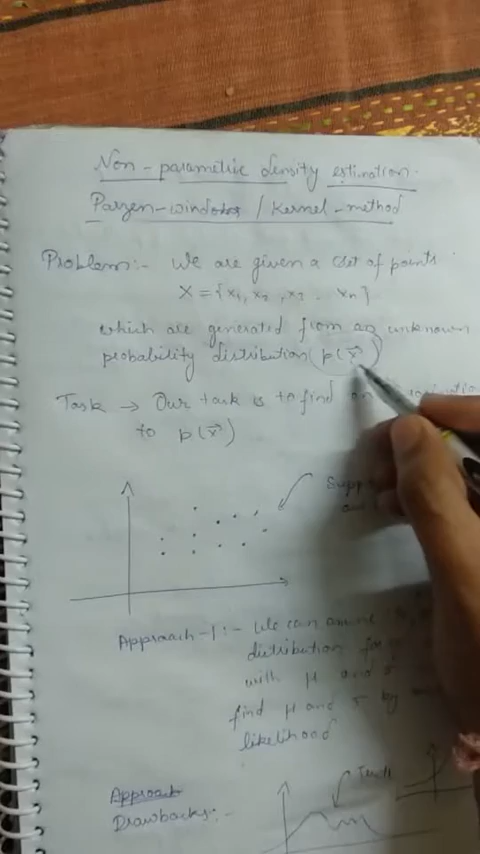 Non-parametric density estimation.
Parzen-windows / Kernel-method
Problem:- We are given a set of points
X = {x₁, x₂, x₃ .. xₙ}
which are generated from an unknown
probability distribution (p(x⃗))
Task → Our task is to find
to p(x⃗)
Approach-1:- We can
distribution
with μ and σ
find μ and σ by
likelihood
Approach
Drawbacks:-